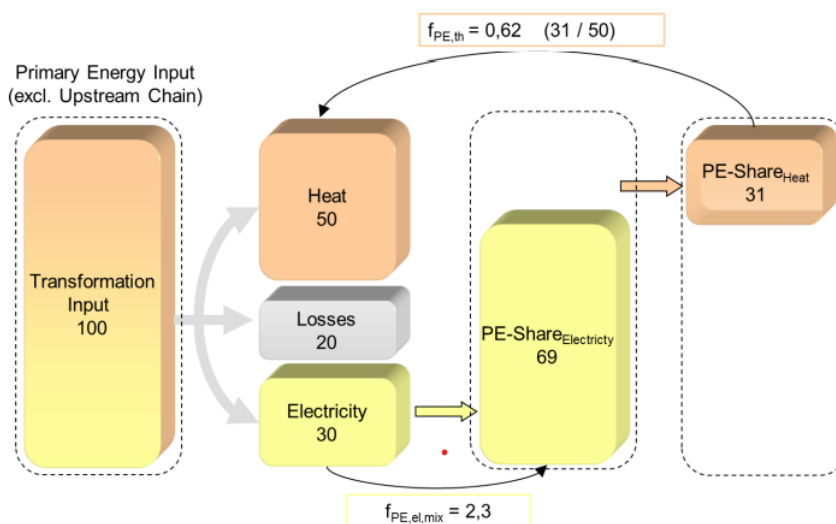 f_PE,th = 0,62 (31 / 50)
Primary Energy Input
(excl. Upstream Chain)
Transformation
Input
100
Heat
50
Losses
20
Electricity
30
PE-Share_Electricty
69
PE-Share_Heat
31
f_PE,el,mix = 2,3